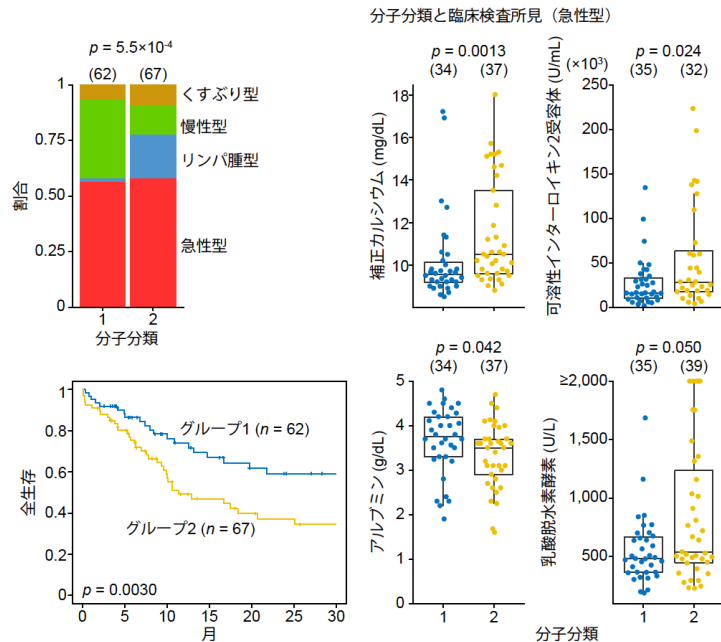 分子分類と臨床検査所見（急性型）
p = 5.5×10-4
(62) (67)
1
0.75
0.50
0.25
0
割合
くすぶり型
慢性型
リンパ腫型
急性型
1 2
分子分類
p = 0.0013
(34) (37)
補正カルシウム (mg/dL)
18
16
14
12
10
p = 0.024
(35) (32)
可溶性インターロイキン2受容体 (U/mL)
(×10³)
250
200
150
100
50
0
全生存
1
0.8
0.6
0.4
0.2
0
グループ1 (n = 62)
グループ2 (n = 67)
p = 0.0030
0 5 10 15 20 25 30
月
p = 0.042
(34) (37)
アルブミン (g/dL)
5
4
3
2
1
0
1 2
p = 0.050
(35) (39)
乳酸脱水素酵素 (U/L)
≥2,000
1,500
1,000
500
1 2
分子分類